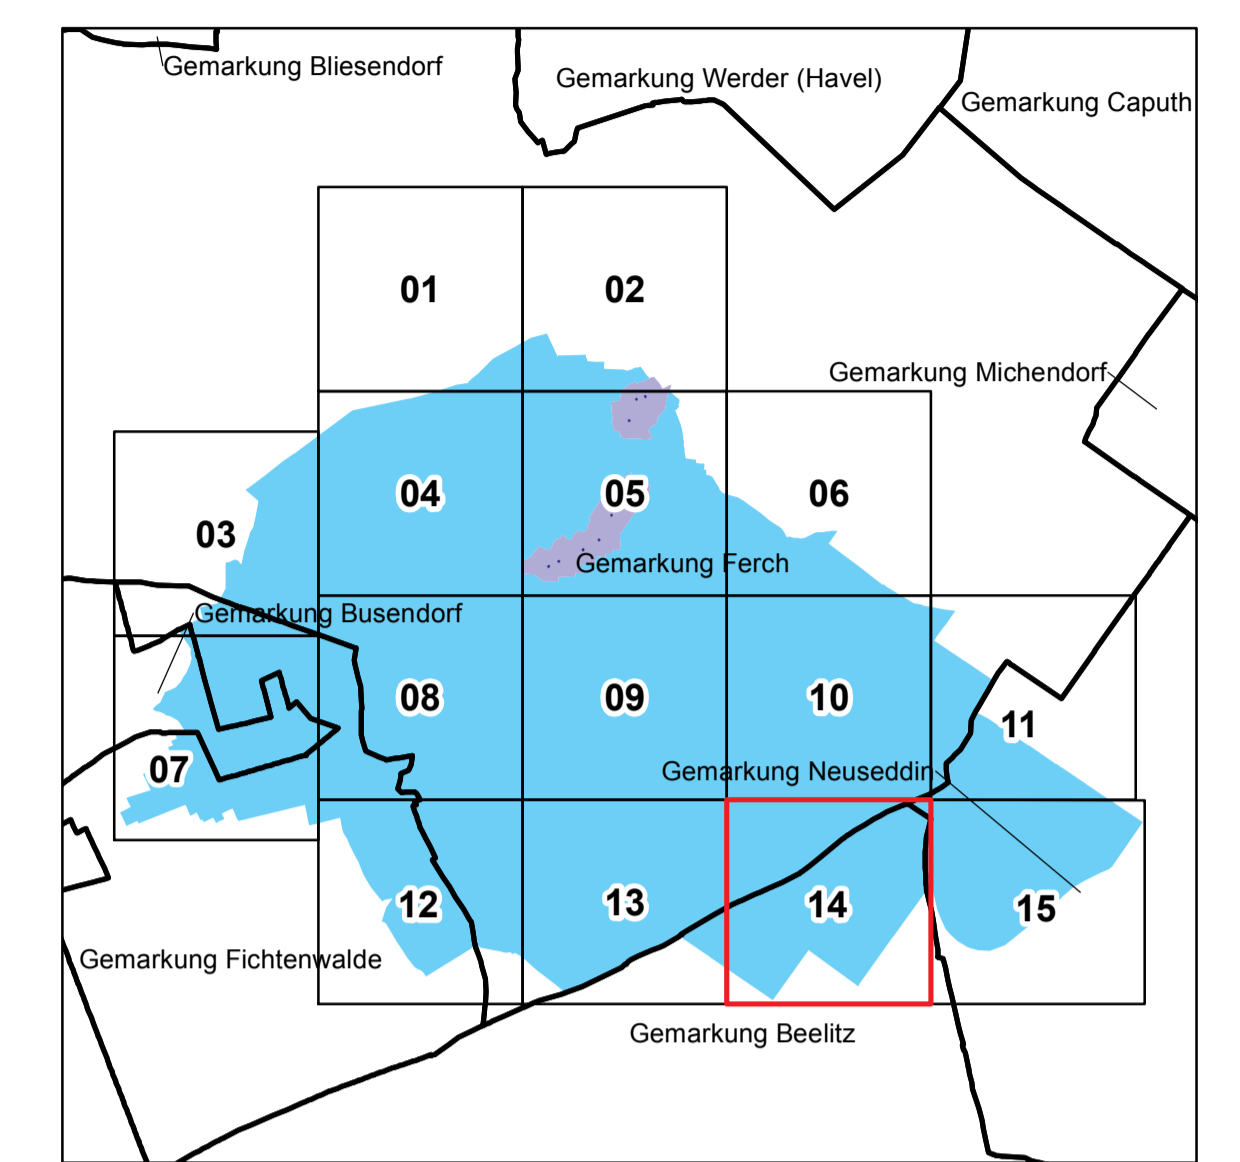 Gemarkung Bliesendorf
Gemarkung Werder (Havel)
Gemarkung Caputh
01
02
Gemarkung Michendorf
04
05
06
03
Gemarkung Ferch
Gemarkung Busendorf
08
09
10
11
07
Gemarkung Neuseddin
12
13
14
15
Gemarkung Fichtenwalde
Gemarkung Beelitz